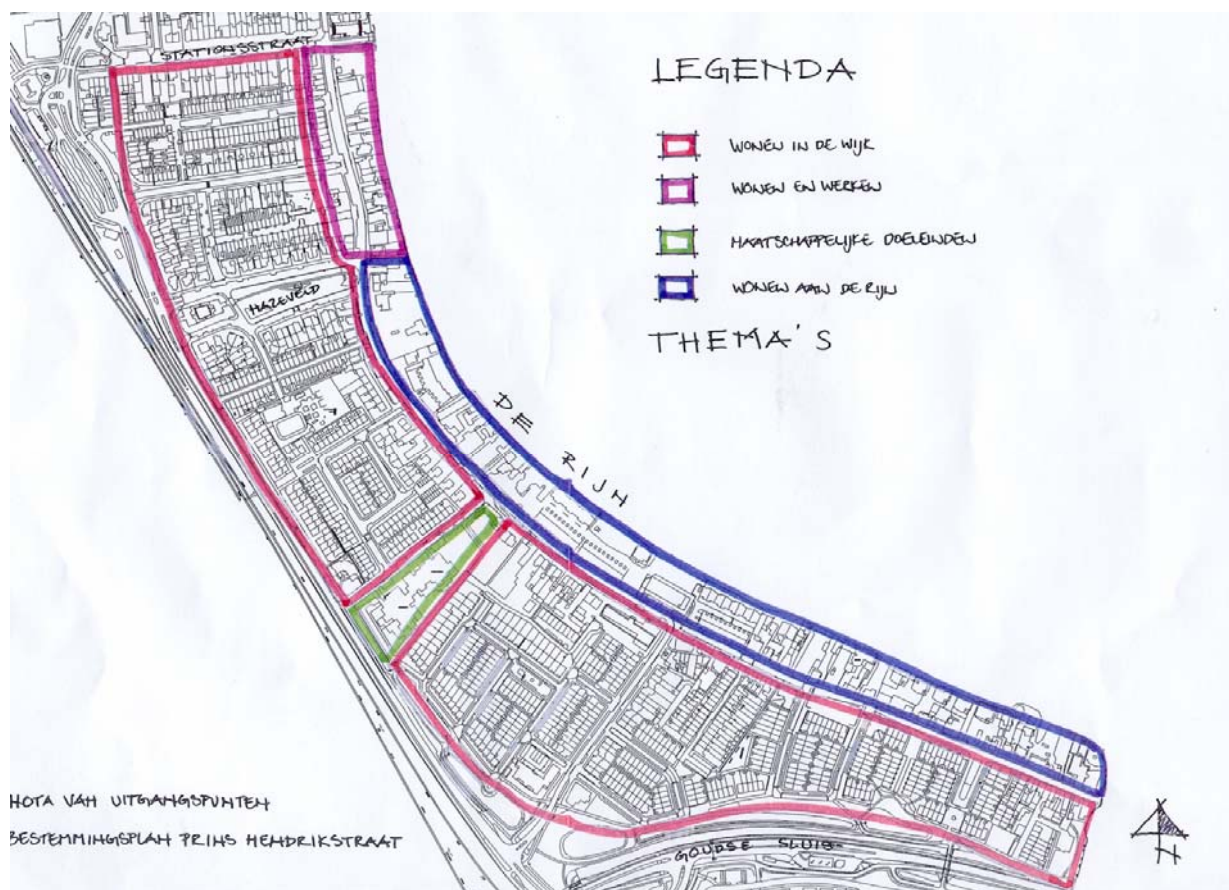 STATIONSSTRAAT
LEGENDA
WONEN IN DE WIJK
WONEN EN WERKEN
MAATSCHAPPELIJKE DOELEINDEN
WONEN AAN DE RIJN
THEMA'S
HAZEVELD
DE RIJN
NOTA VAN UITGANGSPUNTEN
BESTEMMINGSPLAN PRINS HENDRIKSTRAAT
GOUDSE SLUIS
N